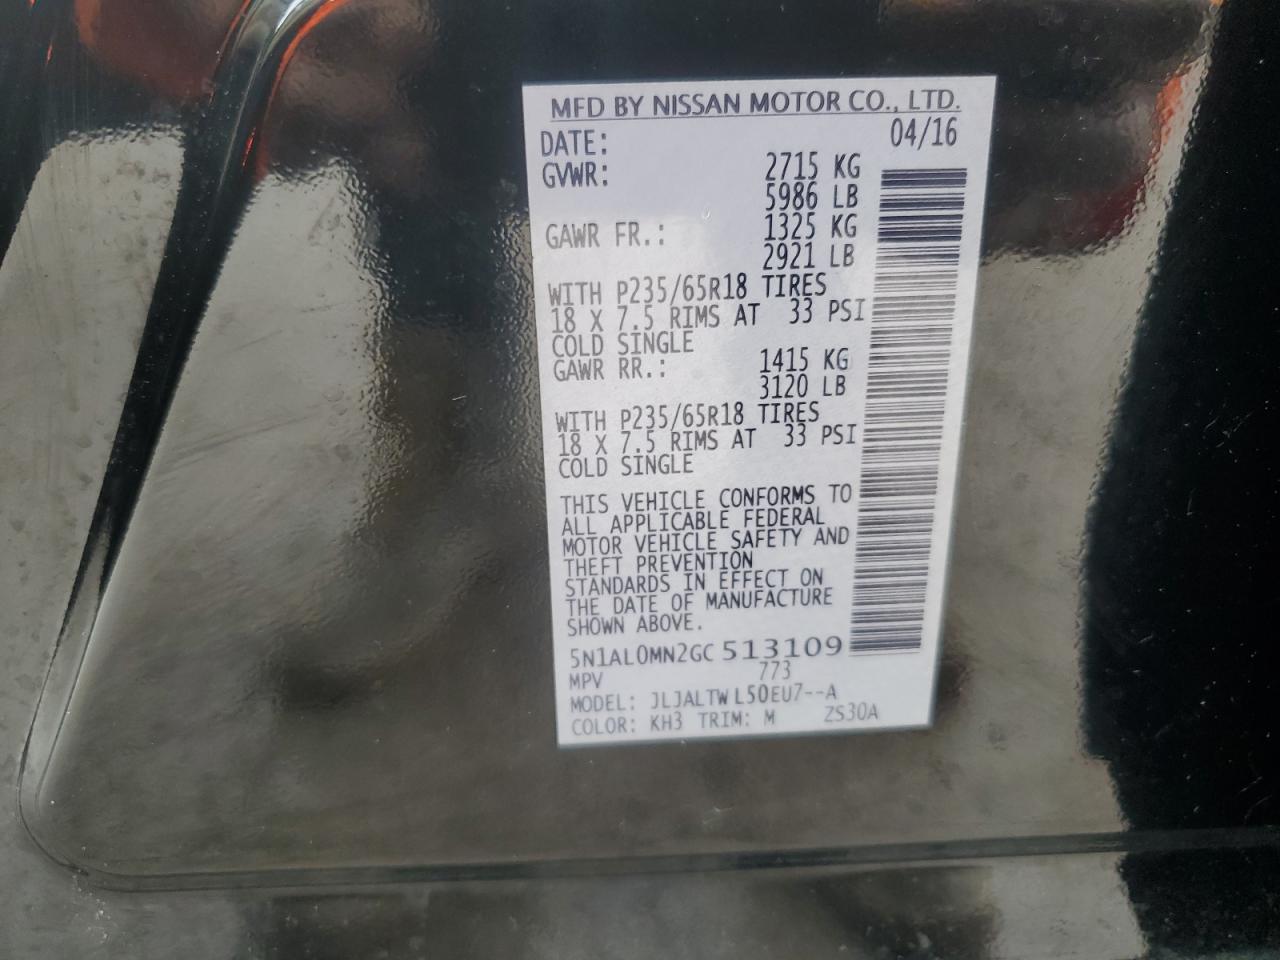 MFD BY NISSAN MOTOR CO., LTD.
DATE: 04/16
GVWR: 2715 KG
5986 LB
GAWR FR.: 1325 KG
2921 LB
WITH P235/65R18 TIRES
18 X 7.5 RIMS AT 33 PSI
COLD SINGLE
GAWR RR.: 1415 KG
3120 LB
WITH P235/65R18 TIRES
18 X 7.5 RIMS AT 33 PSI
COLD SINGLE
THIS VEHICLE CONFORMS TO
ALL APPLICABLE FEDERAL
MOTOR VEHICLE SAFETY AND
THEFT PREVENTION
STANDARDS IN EFFECT ON
THE DATE OF MANUFACTURE
SHOWN ABOVE.
5N1AL0MN2GC 513109
MPV 773
MODEL: JLJALTW L50EU7--A
COLOR: KH3 TRIM: M ZS30A